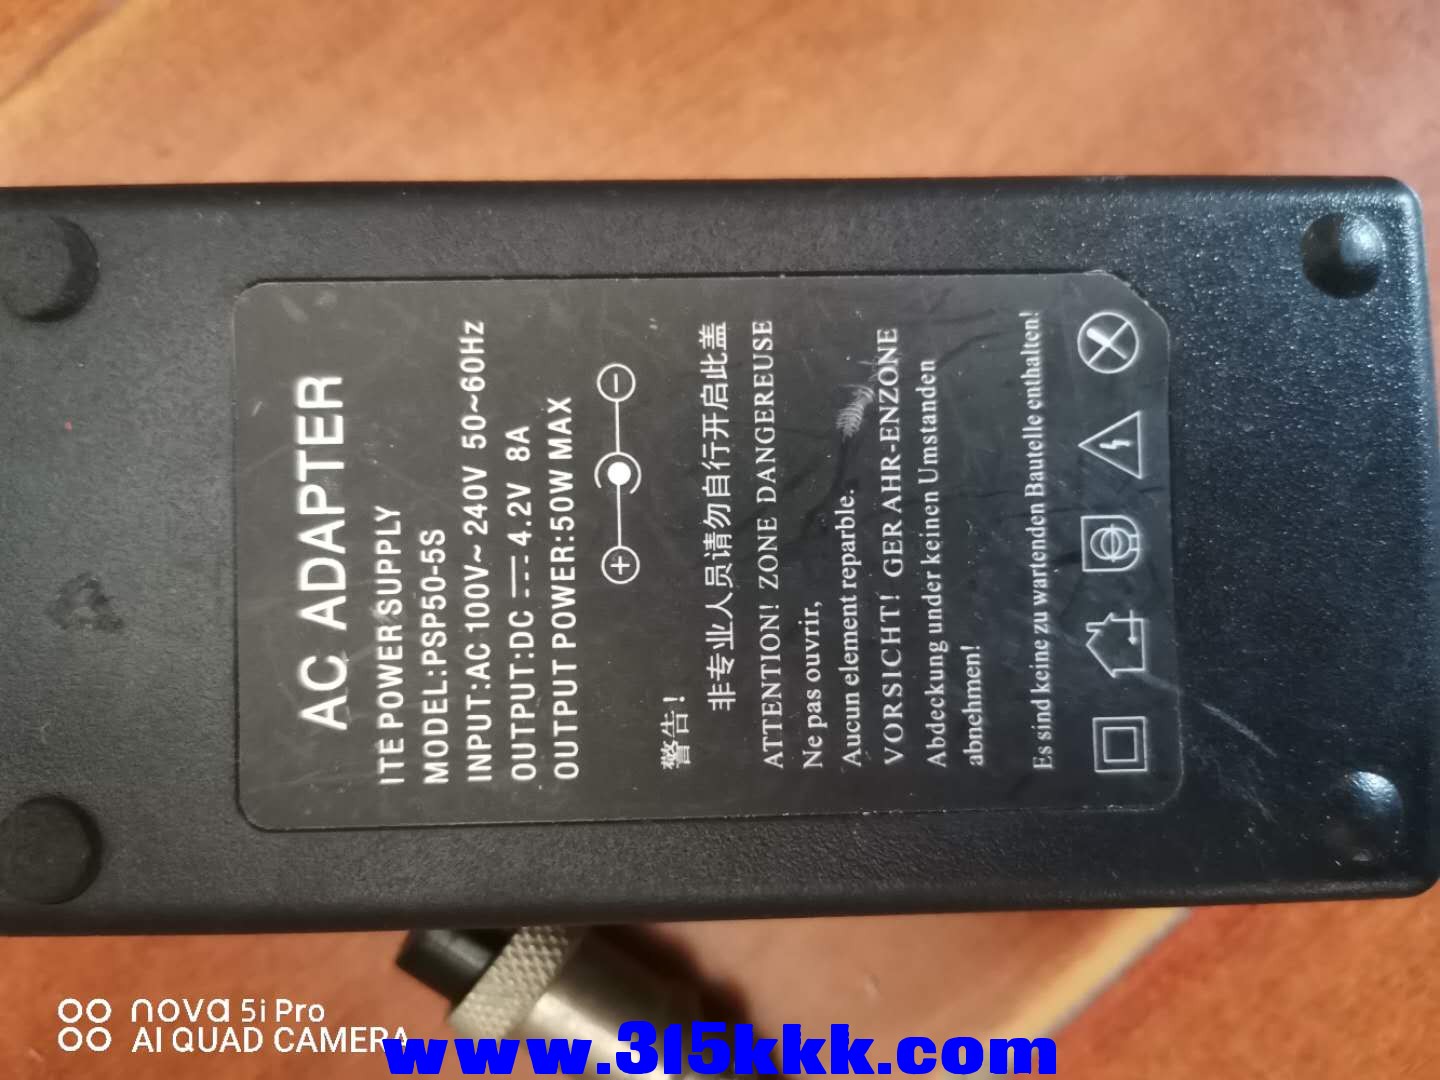 AC ADAPTER
ITE POWER SUPPLY
MODEL:PSP50-5S
INPUT:AC 100V~ 240V 50~60Hz
OUTPUT:DC 4.2V 8A
OUTPUT POWER:50W MAX
警告!
非专业人员请勿自行开启此盖
ATTENTION! ZONE DANGEREUSE
Ne pas ouvrir,
Aucun element reparble.
VORSICHT! GER AHR-ENZONE
Abdeckung under keinen Umstanden
abnehmen!
Es sind keine zu wartenden Bautelle enthalten!
nova 5i Pro
AI QUAD CAMERA
www.315kkk.com